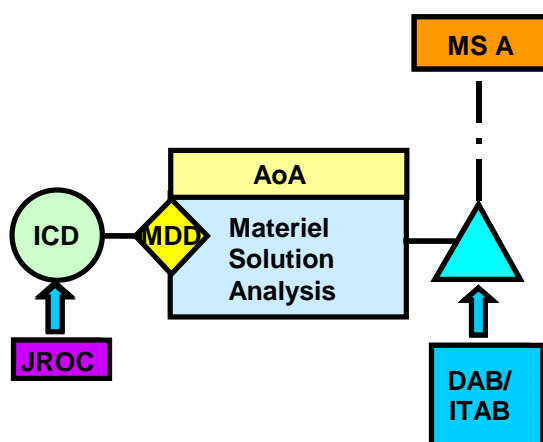 MS A
AoA
ICD
MDD
Materiel
Solution
Analysis
JROC
DAB/
ITAB